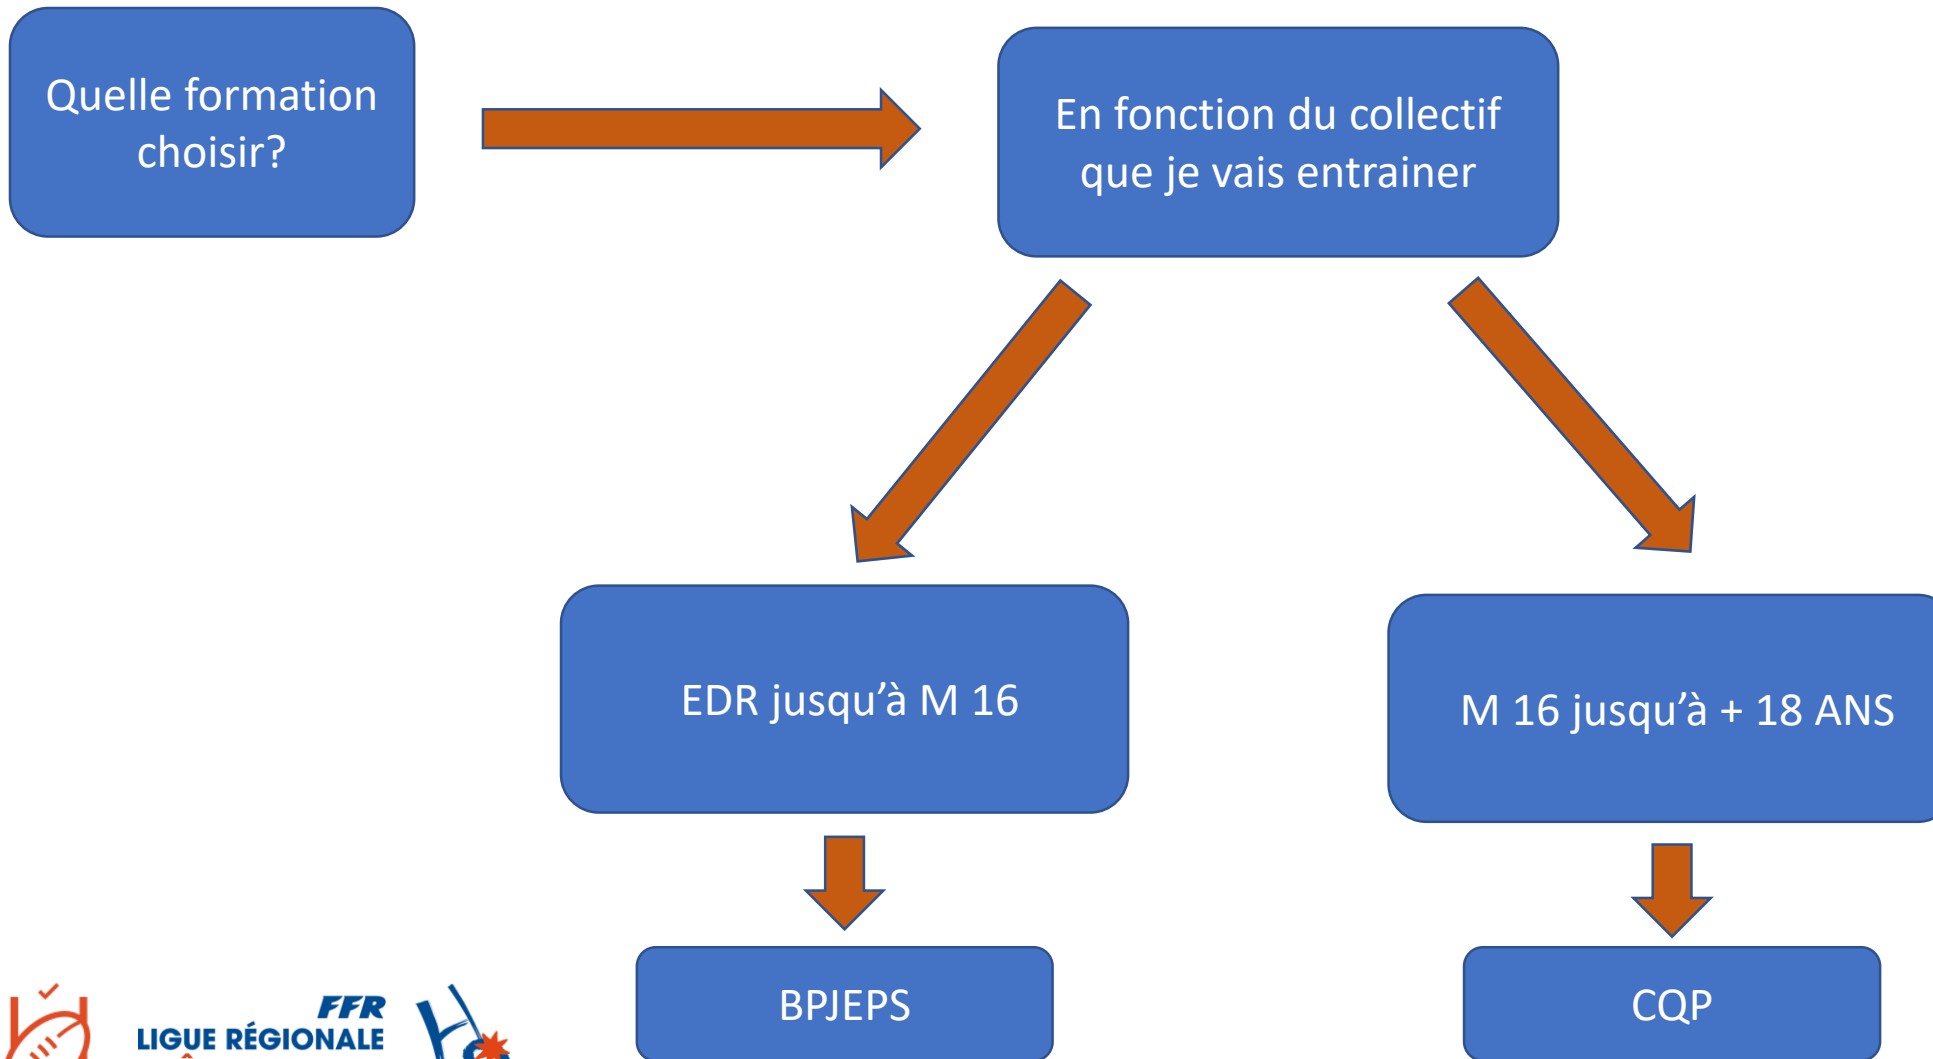 Quelle formation
choisir?
En fonction du collectif
que je vais entrainer
EDR jusqu’à M 16
M 16 jusqu’à + 18 ANS
BPJEPS
CQP
FFR
LIGUE RÉGIONALE